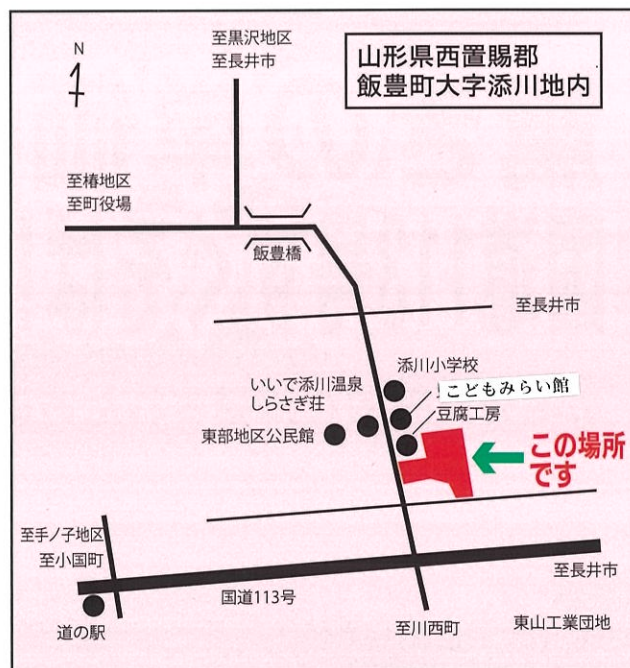 N
至黒沢地区
至長井市
山形県西置賜郡
飯豊町大字添川地内
至椿地区
至町役場
飯豊橋
至長井市
添川小学校
いいで添川温泉
しらさぎ荘
こどもみらい館
豆腐工房
東部地区公民館
この場所
です
至手ノ子地区
至小国町
至長井市
国道113号
道の駅
至川西町
東山工業団地